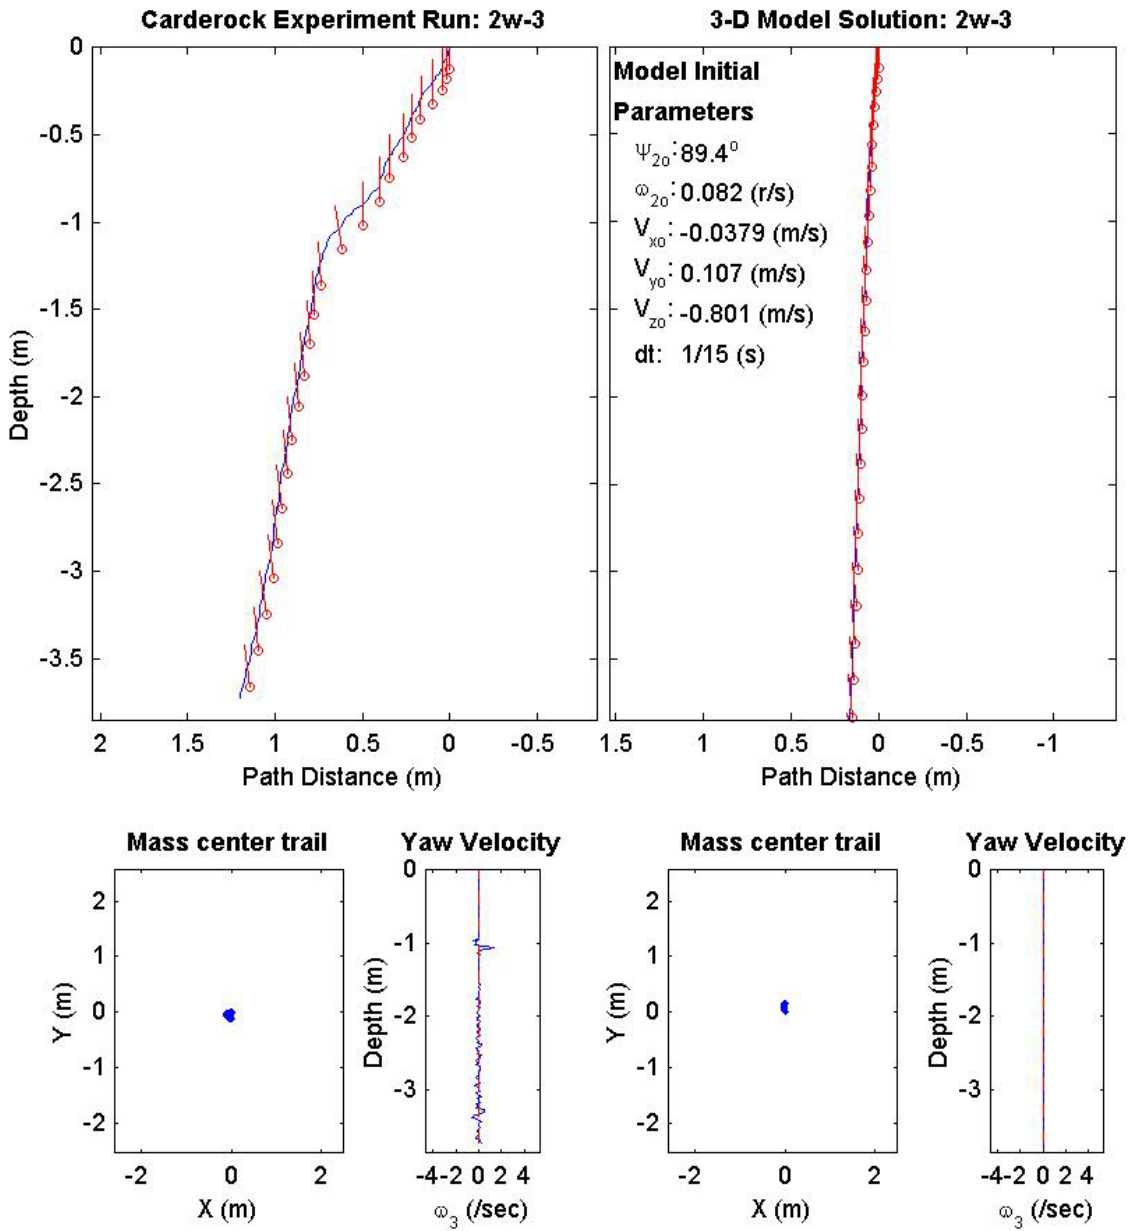 Carderock Experiment Run: 2w-3
0
-0.5
-1
-1.5
-2
-2.5
-3
-3.5
Depth (m)
2 1.5 1 0.5 0 -0.5
Path Distance (m)
3-D Model Solution: 2w-3
Model Initial
Parameters
Ψ2o: 89.4°
ω2o: 0.082 (r/s)
Vxo: -0.0379 (m/s)
Vyo: 0.107 (m/s)
Vzo: -0.801 (m/s)
dt: 1/15 (s)
1.5 1 0.5 0 -0.5 -1
Path Distance (m)
Mass center trail
2
1
0
-1
-2
Y (m)
-2 0 2
X (m)
Yaw Velocity
0
-1
-2
-3
Depth (m)
-4 -2 0 2 4
ω3 (/sec)
Mass center trail
2
1
0
-1
-2
Y (m)
-2 0 2
X (m)
Yaw Velocity
0
-1
-2
-3
Depth (m)
-4 -2 0 2 4
ω3 (/sec)